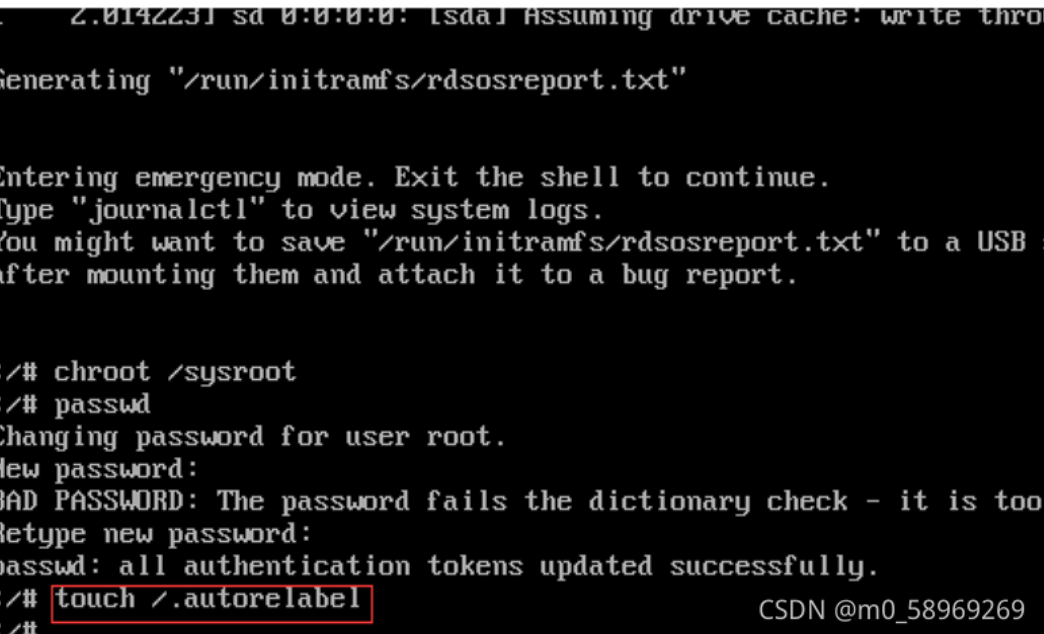 2.014223] sd 0:0:0:0: [sda] Assuming drive cache: write thro
Generating "/run/initramfs/rdsosreport.txt"
Entering emergency mode. Exit the shell to continue.
Type "journalctl" to view system logs.
You might want to save "/run/initramfs/rdsosreport.txt" to a USB
after mounting them and attach it to a bug report.
:/# chroot /sysroot
:/# passwd
Changing password for user root.
New password:
BAD PASSWORD: The password fails the dictionary check - it is too
Retype new password:
passwd: all authentication tokens updated successfully.
:/# touch /.autorelabel
:/#
CSDN @m0_58969269